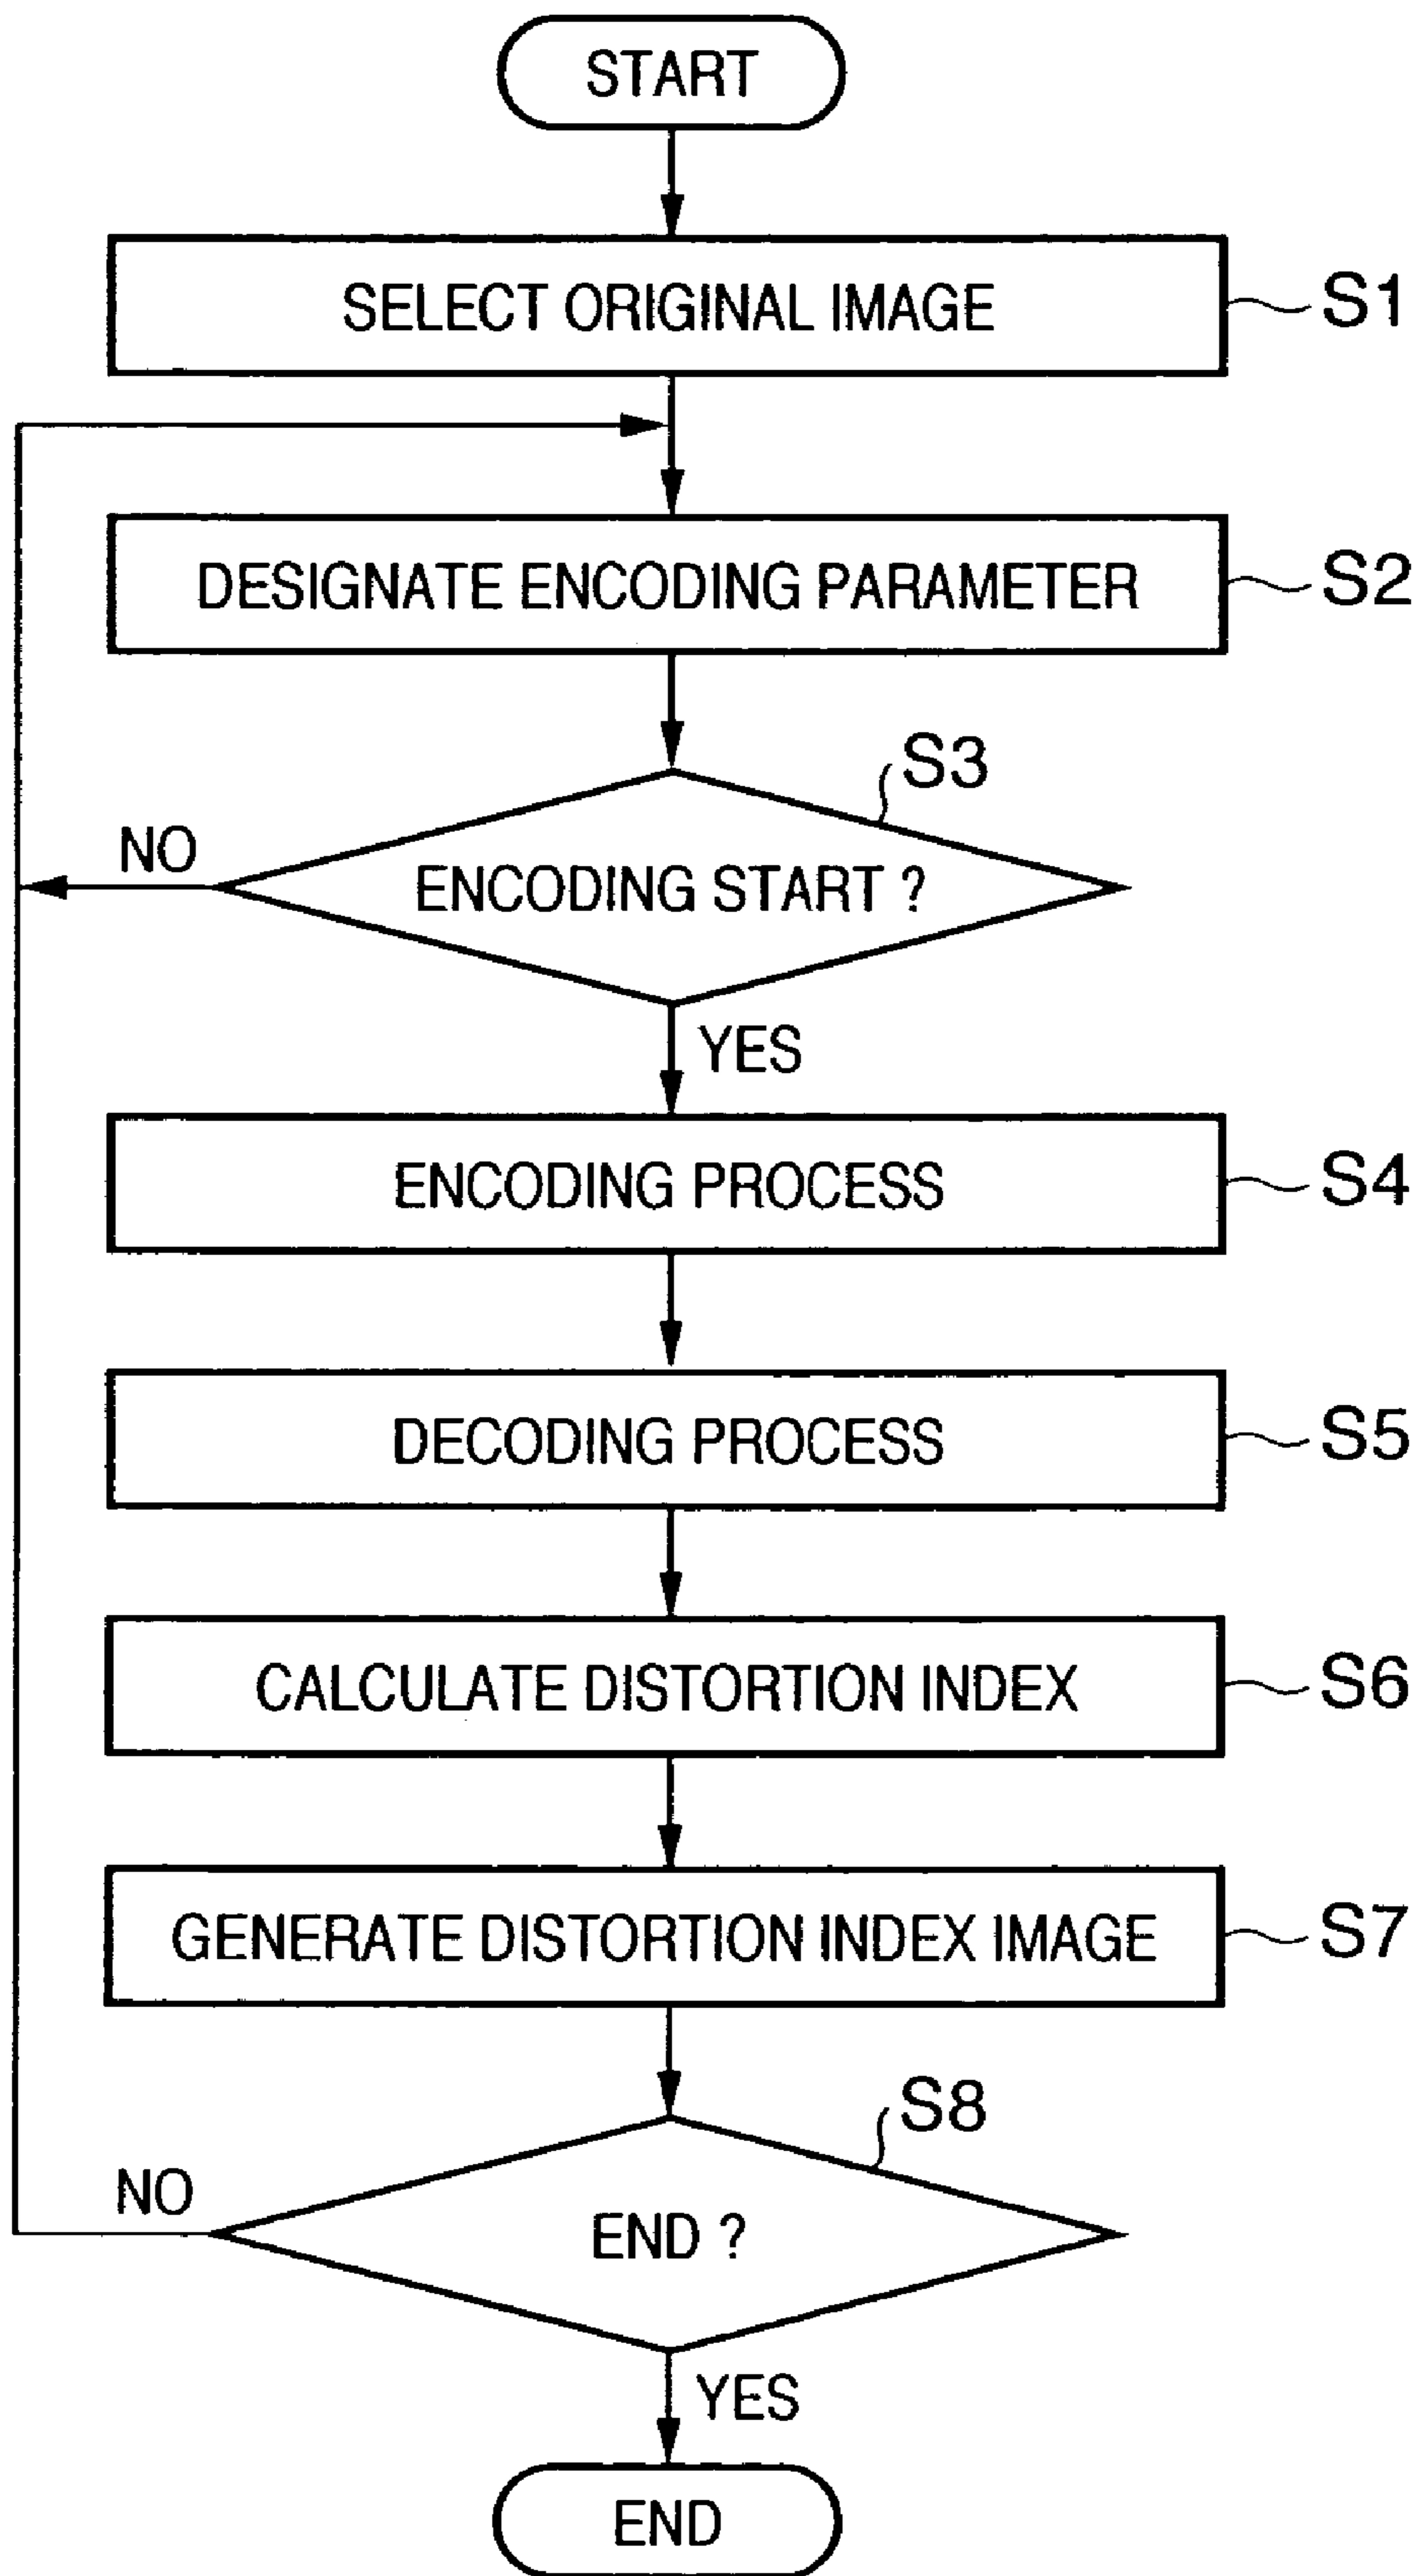 START
SELECT ORIGINAL IMAGE
S1
DESIGNATE ENCODING PARAMETER
S2
S3
NO
ENCODING START ?
YES
ENCODING PROCESS
S4
DECODING PROCESS
S5
CALCULATE DISTORTION INDEX
S6
GENERATE DISTORTION INDEX IMAGE
S7
S8
NO
END ?
YES
END